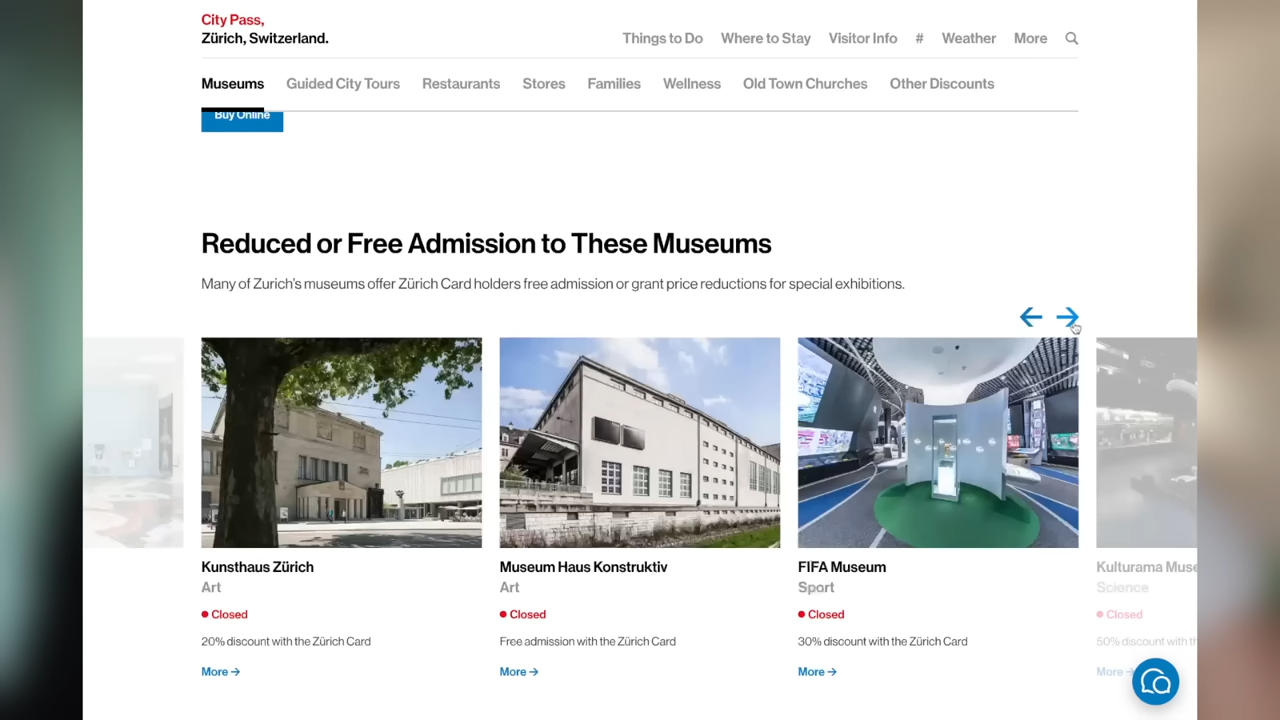 City Pass,
Zürich, Switzerland.
Things to Do Where to Stay Visitor Info # Weather More
Museums Guided City Tours Restaurants Stores Families Wellness Old Town Churches Other Discounts
Buy Online
Reduced or Free Admission to These Museums
Many of Zurich's museums offer Zürich Card holders free admission or grant price reductions for special exhibitions.
Kunsthaus Zürich
Art
Closed
20% discount with the Zürich Card
More →
Museum Haus Konstruktiv
Art
Closed
Free admission with the Zürich Card
More →
FIFA Museum
Sport
Closed
30% discount with the Zürich Card
More →
Kulturama Muse
Science
Closed
50% discount with th
More